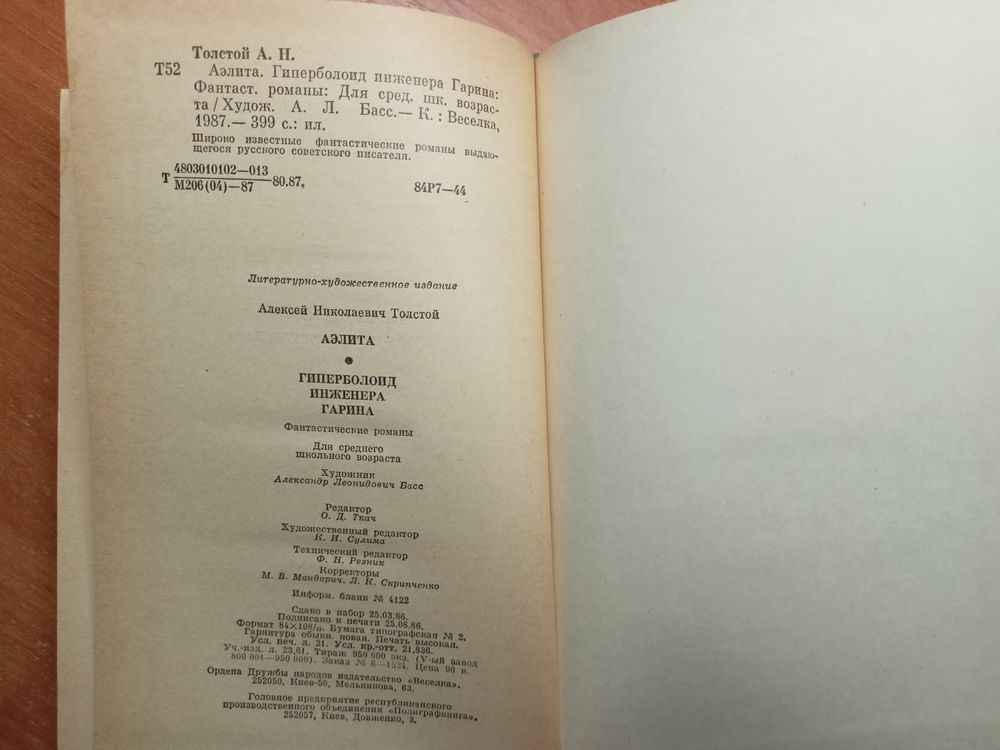 Толстой А. Н.
Т52 Аэлита. Гиперболоид инженера Гарина:
Фантаст. романы: Для сред. шк. возрас-
та / Худож. А. Л. Басс.— К. : Веселка,
1987.— 399 с.: ил.
Широко известные фантастические романы выдаю-
щегося русского советского писателя.
4803010102—013
Т —80.87. 84Р7—44
М206(04)—87
Литературно-художественное издание
Алексей Николаевич Толстой
АЭЛИТА
●
ГИПЕРБОЛОИД
ИНЖЕНЕРА
ГАРИНА
Фантастические романы
Для среднего
школьного возраста
Художник
Александр Леонидович Басс
Редактор
О. Д. Ткач
Художественный редактор
К. И. Сулима
Технический редактор
Ф. Н. Резник
Корректоры
М. В. Мандарич, Л. К. Скрипченко
Информ. бланк № 4122
Сдано в набор 25.03.86.
Подписано к печати 25.08.86.
Формат 84×108/32. Бумага типографская № 2.
Гарнитура обыкн. новая. Печать высокая.
Усл. печ. л. 21. Усл. кр.-отт. 21,836.
Уч.-изд. л. 23,61. Тираж 950 000 экз. (V-ый завод
800 001—950 000). Заказ № 6—1524. Цена 90 к.
Ордена Дружбы народов издательство «Веселка»,
252050, Киев-50, Мельникова, 63.
Головное предприятие республиканского
производственного объединения «Полиграфкнига»,
252057, Киев, Довженко, 3.